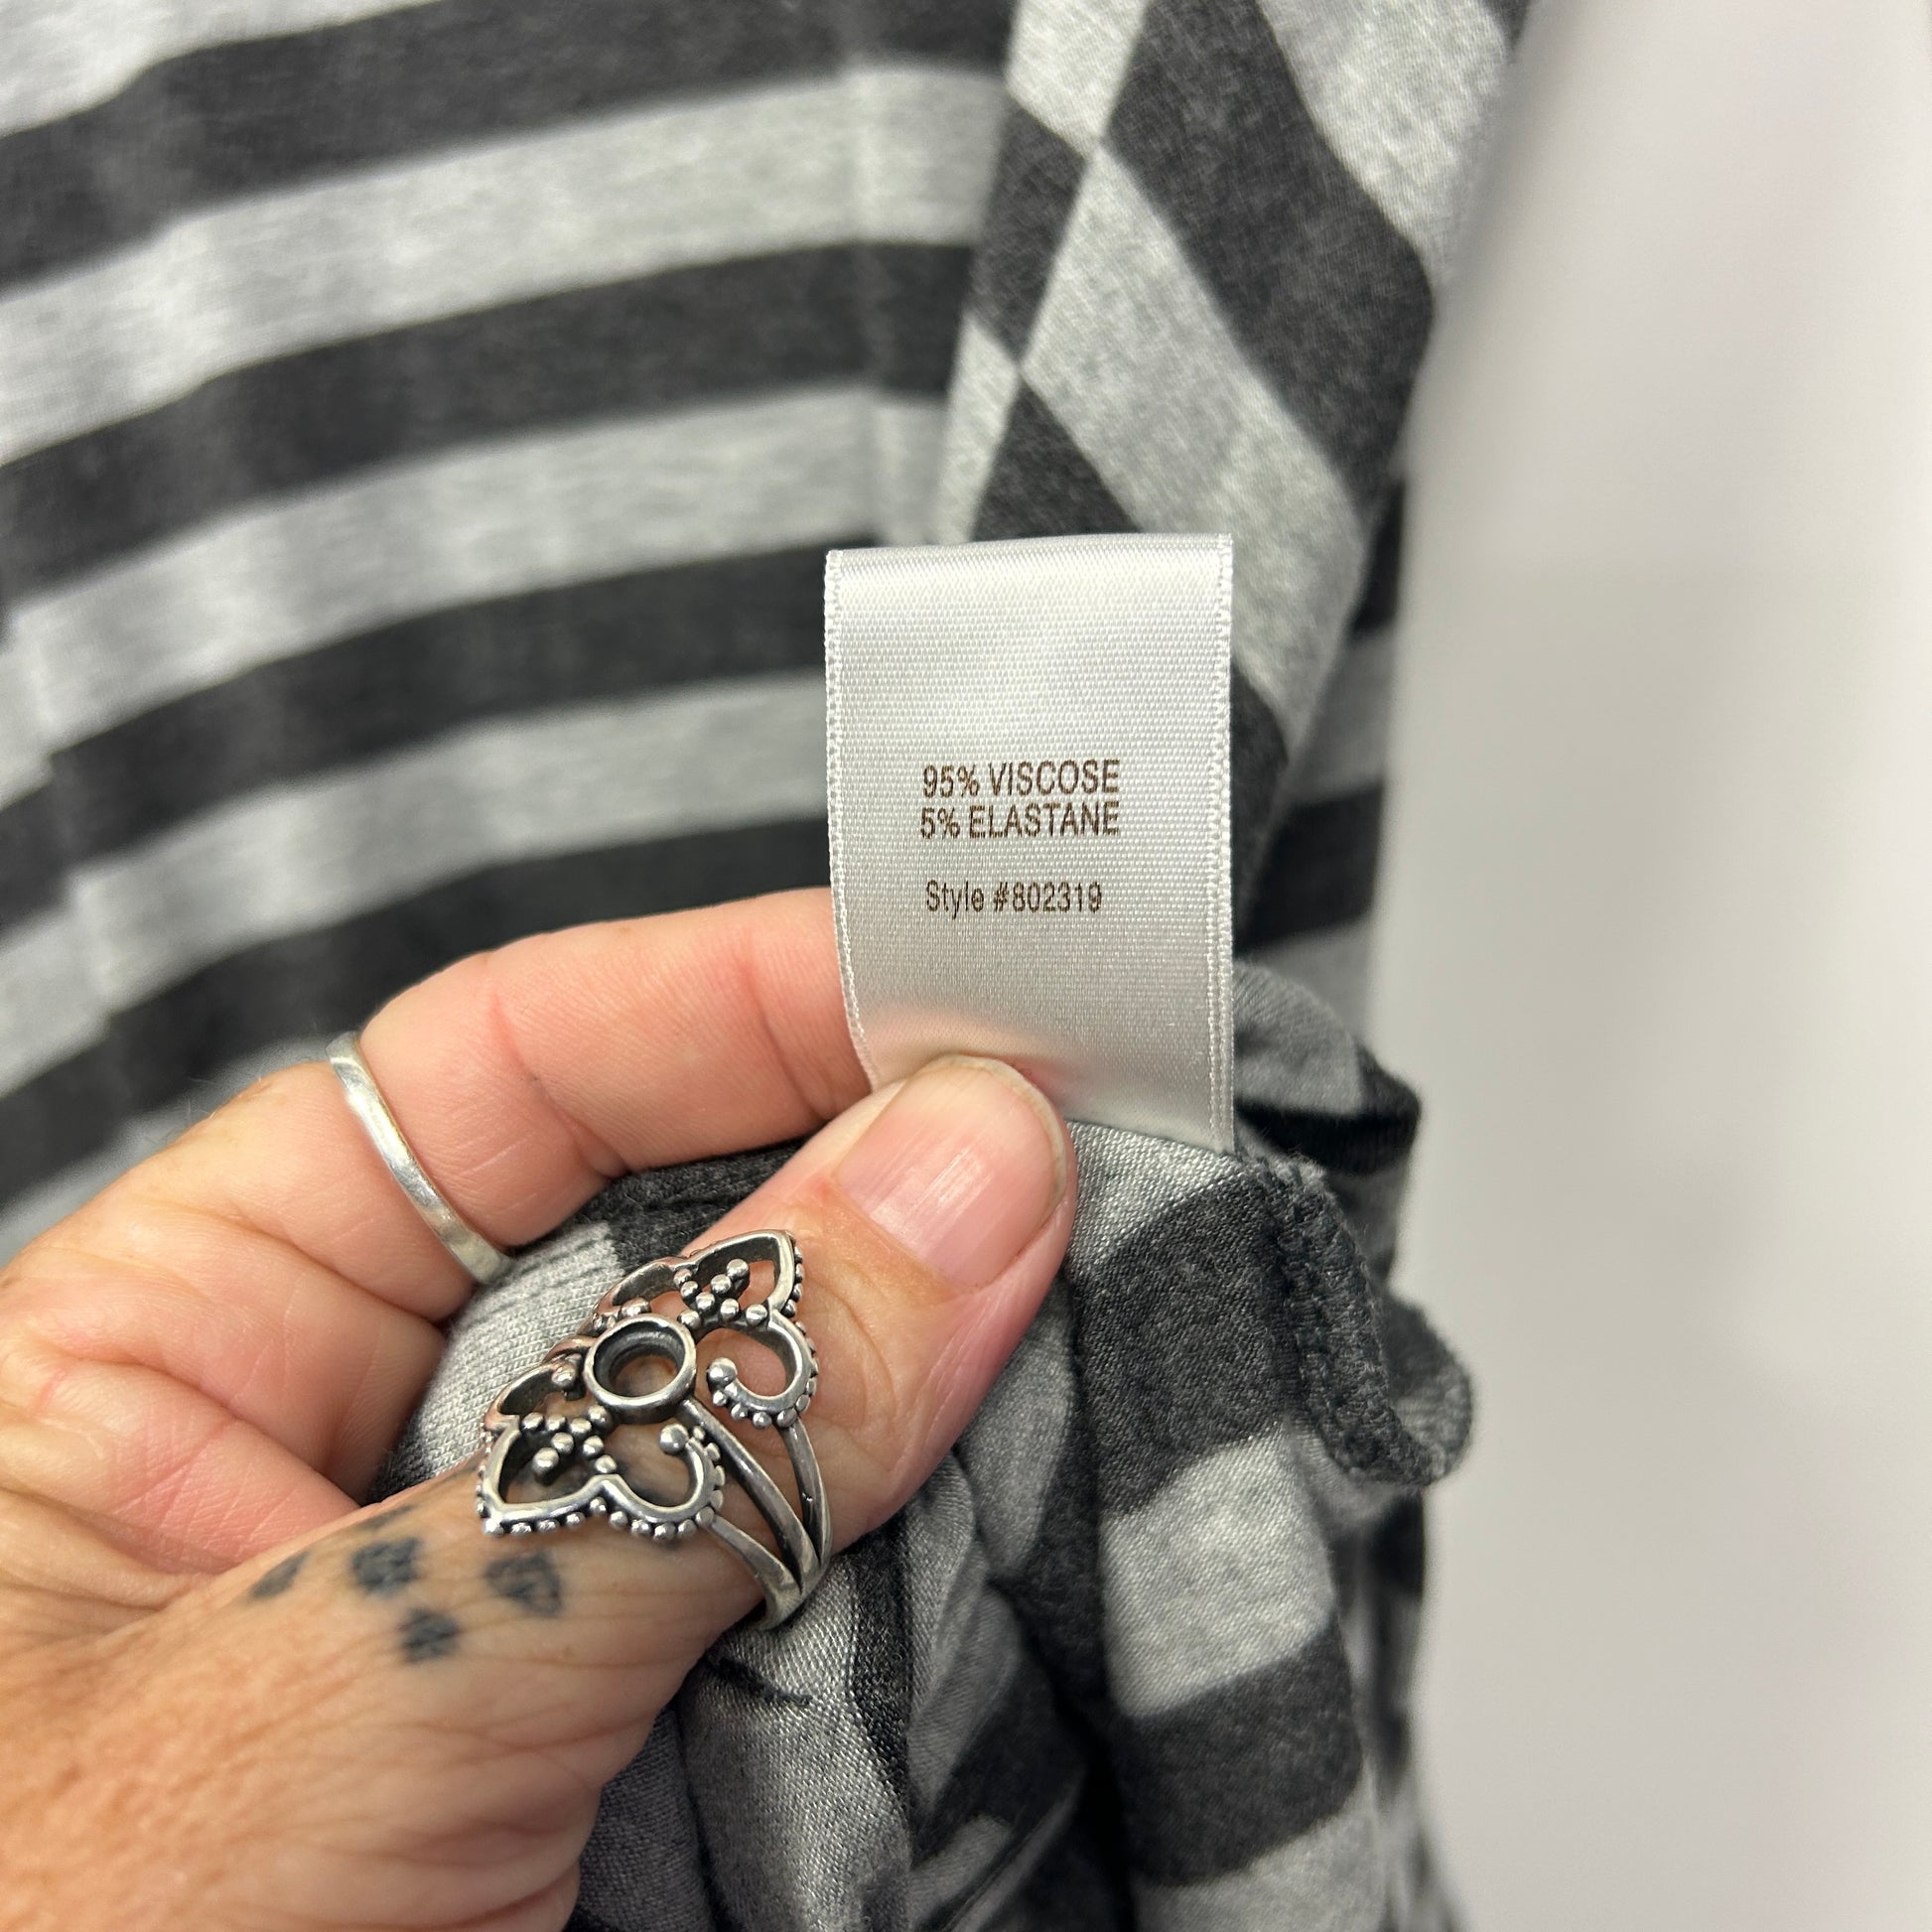 95% VISCOSE
5% ELASTANE
Style #802319